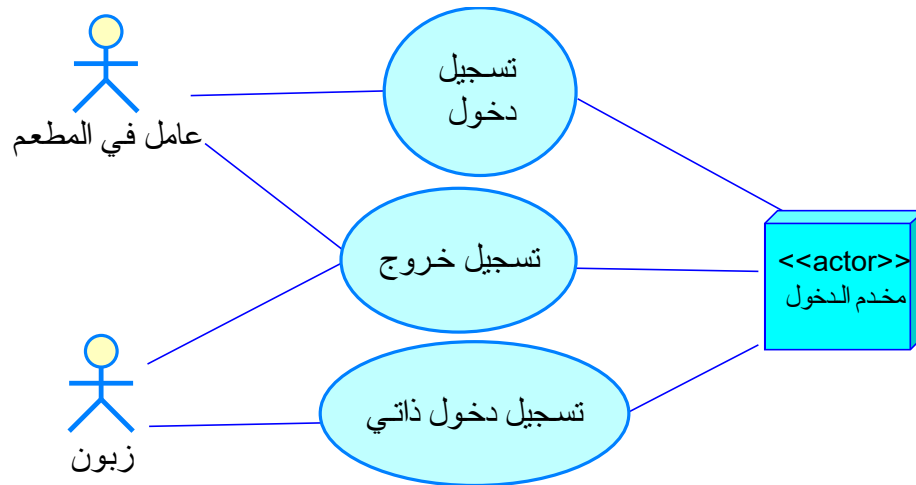 تسجيل
دخول
عامل في المطعم
تسجيل خروج
<<actor>>
مخدم الدخول
تسجيل دخول ذاتي
زبون